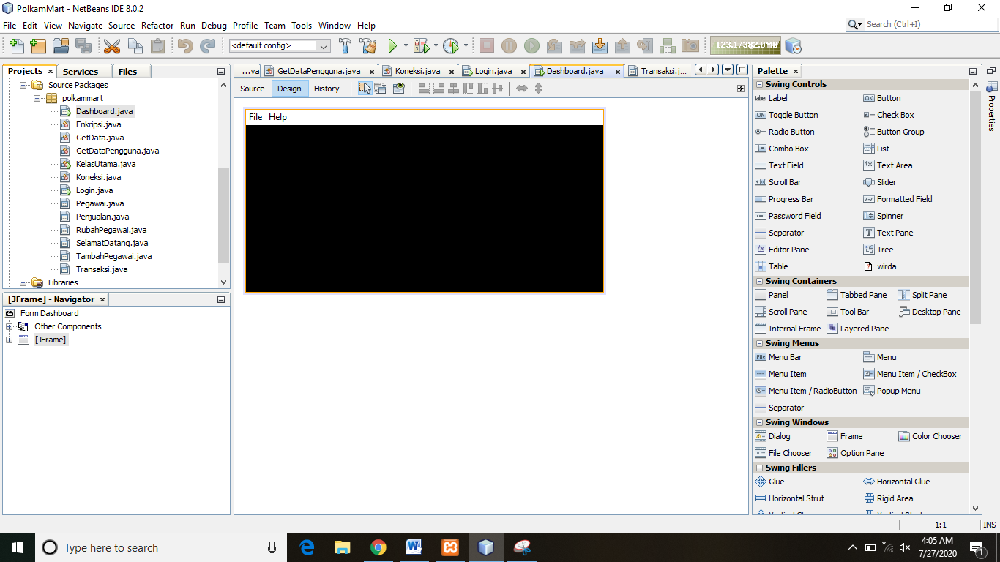 PolkamMart - NetBeans IDE 8.0.2
File Edit View Navigate Source Refactor Run Debug Profile Team Tools Window Help
Search (Ctrl+I)
<default config>
123.1/382.0MB
Projects Services Files
...va GetDataPengguna.java Koneksi.java Login.java Dashboard.java Transaksi.j...
Source Design History
Source Packages
polkammart
Dashboard.java
Enkripsi.java
GetData.java
GetDataPengguna.java
KelasUtama.java
Koneksi.java
Login.java
Pegawai.java
Penjualan.java
RubahPegawai.java
SelamatDatang.java
TambahPegawai.java
Transaksi.java
Libraries
[JFrame] - Navigator
Form Dashboard
Other Components
[JFrame]
File Help
Palette
Swing Controls
Label Button
Toggle Button Check Box
Radio Button Button Group
Combo Box List
Text Field Text Area
Scroll Bar Slider
Progress Bar Formatted Field
Password Field Spinner
Separator Text Pane
Editor Pane Tree
Table wirda
Swing Containers
Panel Tabbed Pane Split Pane
Scroll Pane Tool Bar Desktop Pane
Internal Frame Layered Pane
Swing Menus
Menu Bar Menu
Menu Item Menu Item / CheckBox
Menu Item / RadioButton Popup Menu
Separator
Swing Windows
Dialog Frame Color Chooser
File Chooser Option Pane
Swing Fillers
Glue Horizontal Glue
Horizontal Strut Rigid Area
Vertical Glue Vertical Strut
Properties
1:1 INS
Type here to search
4:05 AM
7/27/2020
1